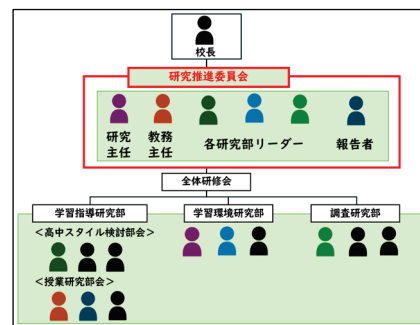 校長
研究推進委員会
研究
主任
教務
主任
各研究部リーダー
報告者
全体研修会
学習指導研究部
学習環境研究部
調査研究部
<高中スタイル検討部会>
<授業研究部会>